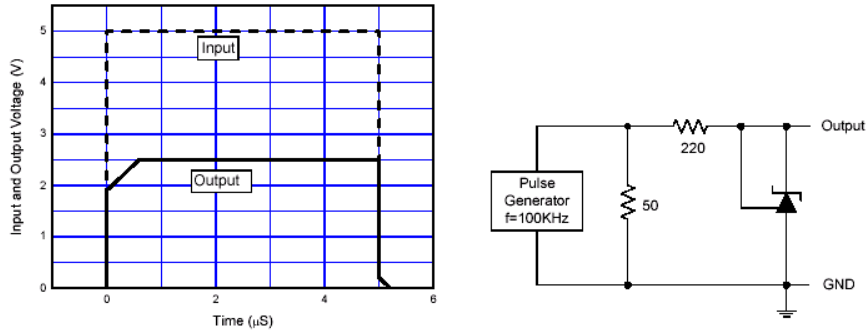 Input and Output Voltage (V)
5
4
3
2
1
0
Input
Output
0
2
4
6
Time (μS)
Pulse
Generator
f=100KHz
50
220
Output
GND